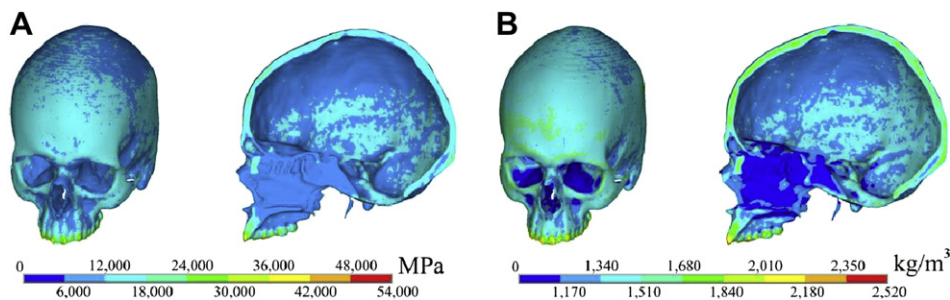 A
B
0 12,000 24,000 36,000 48,000 MPa
6,000 18,000 30,000 42,000 54,000
0 1,340 1,680 2,010 2,350 kg/m³
1,170 1,510 1,840 2,180 2,520